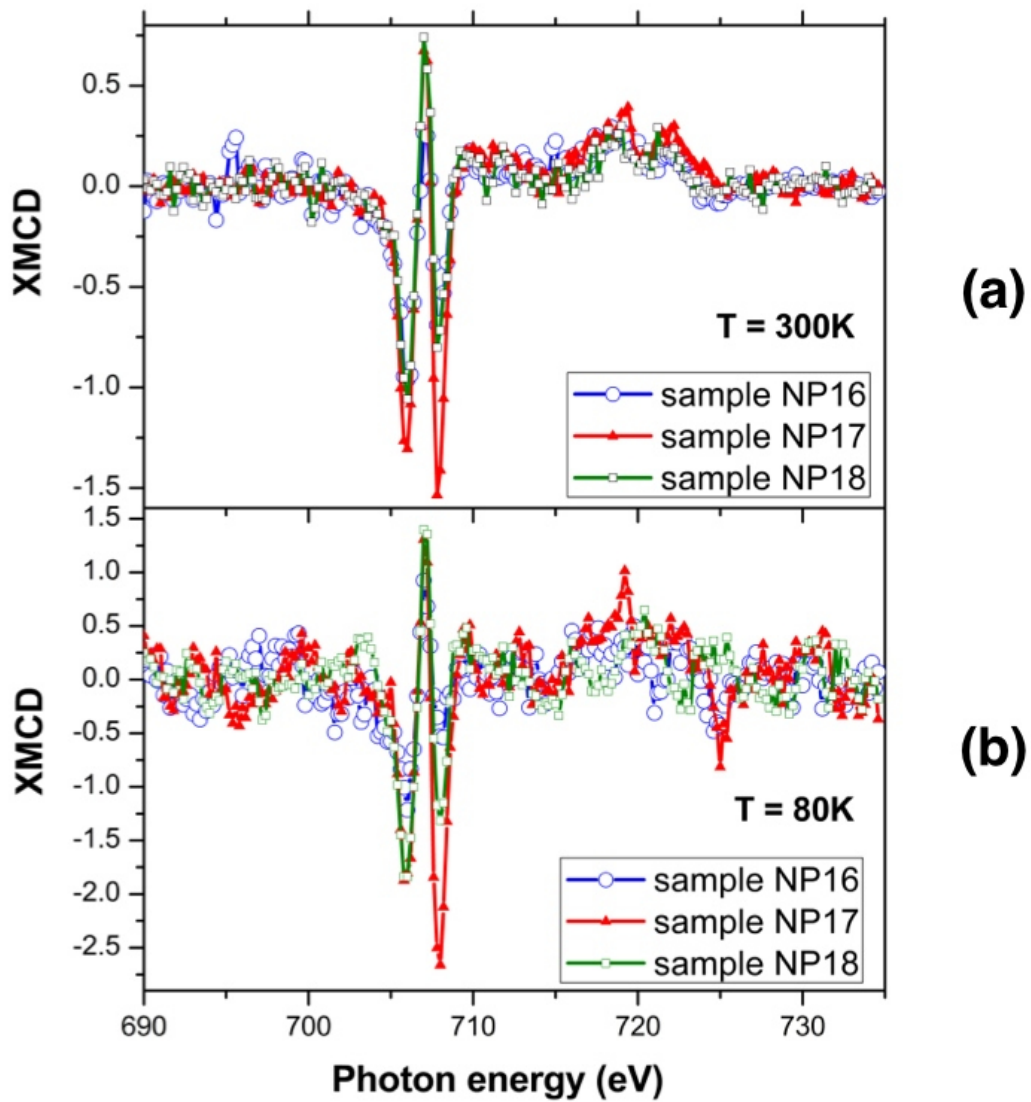 0.5
0.0
-0.5
-1.0
-1.5
XMCD
T = 300K
sample NP16
sample NP17
sample NP18
(a)
1.5
1.0
0.5
0.0
-0.5
-1.0
-1.5
-2.0
-2.5
XMCD
T = 80K
sample NP16
sample NP17
sample NP18
(b)
690 700 710 720 730
Photon energy (eV)